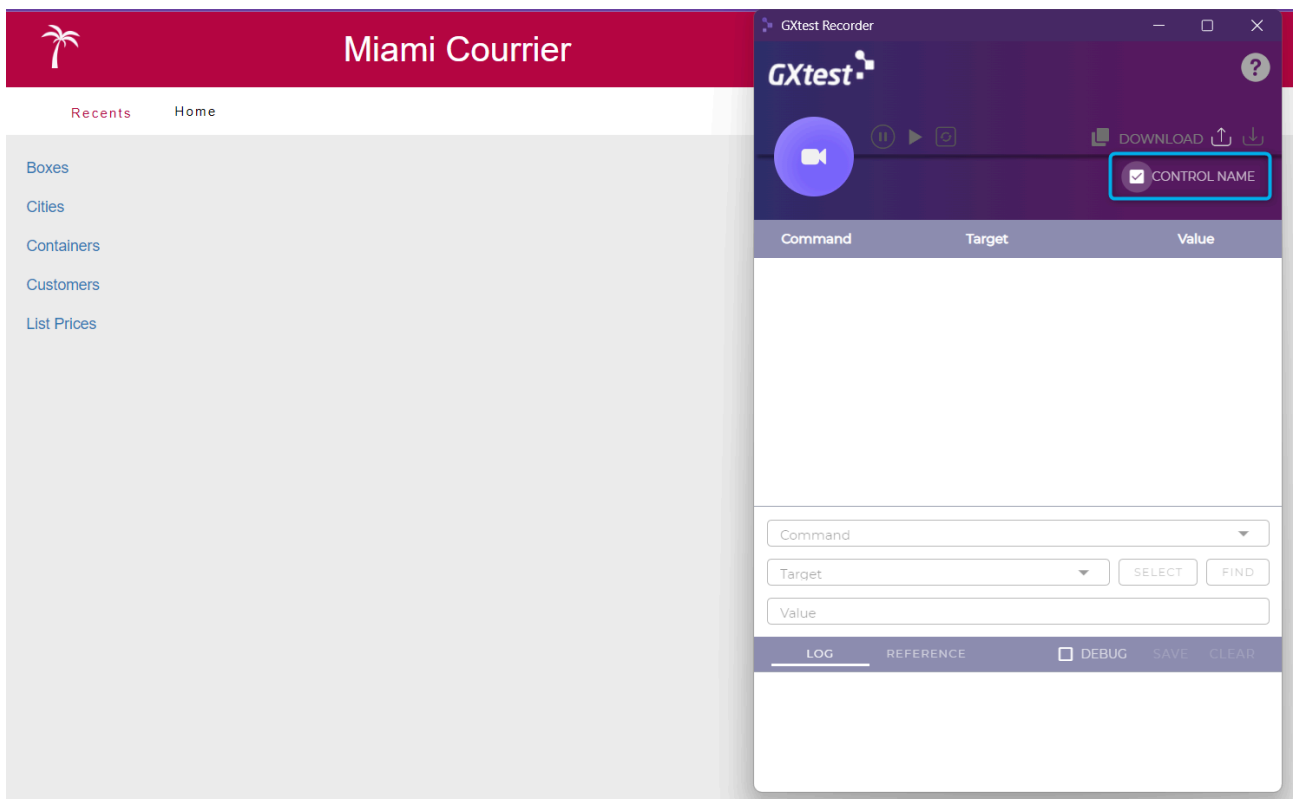 Miami Courrier
Recents Home
Boxes
Cities
Containers
Customers
List Prices
GXtest Recorder
GXtest
?
DOWNLOAD
CONTROL NAME
Command Target Value
Command
Target SELECT FIND
Value
LOG REFERENCE DEBUG SAVE CLEAR